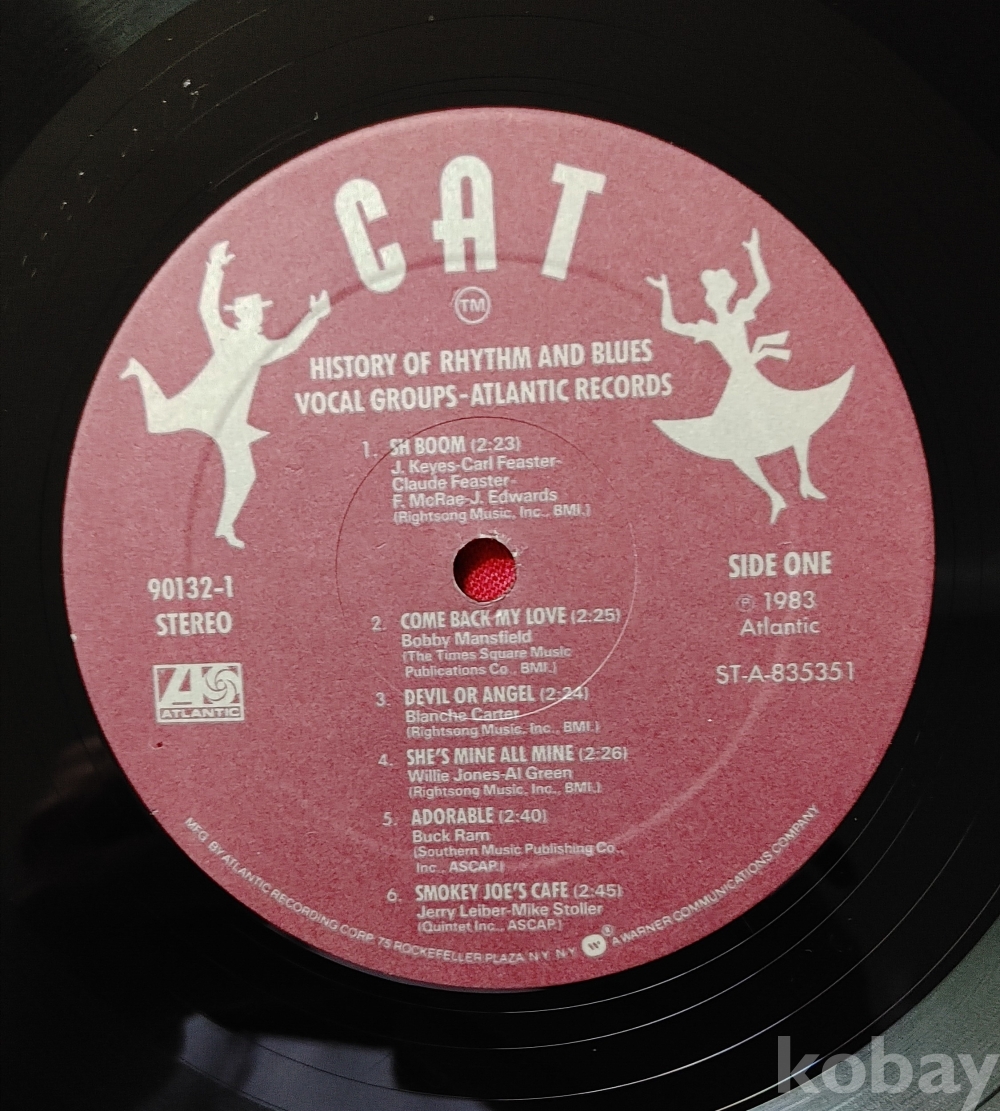 CAT
TM
HISTORY OF RHYTHM AND BLUES
VOCAL GROUPS-ATLANTIC RECORDS
1. SH BOOM (2:23)
J. Keyes-Carl Feaster-
Claude Feaster-
F. McRae-J. Edwards
(Rightsong Music, Inc., BMI.)
90132-1
STEREO
ATLANTIC
SIDE ONE
℗ 1983
Atlantic
ST-A-835351
2. COME BACK MY LOVE (2:25)
Bobby Mansfield
(The Times Square Music
Publications Co., BMI.)
3. DEVIL OR ANGEL (2:24)
Blanche Carter
(Rightsong Music, Inc., BMI.)
4. SHE'S MINE ALL MINE (2:26)
Willie Jones-Al Green
(Rightsong Music, Inc., BMI.)
5. ADORABLE (2:40)
Buck Ram
(Southern Music Publishing Co.,
Inc., ASCAP.)
6. SMOKEY JOE'S CAFE (2:45)
Jerry Leiber-Mike Stoller
(Quintet Inc., ASCAP.)
MFG. BY ATLANTIC RECORDING CORP. 75 ROCKEFELLER PLAZA, N.Y., N.Y. ® A WARNER COMMUNICATIONS COMPANY
kobay